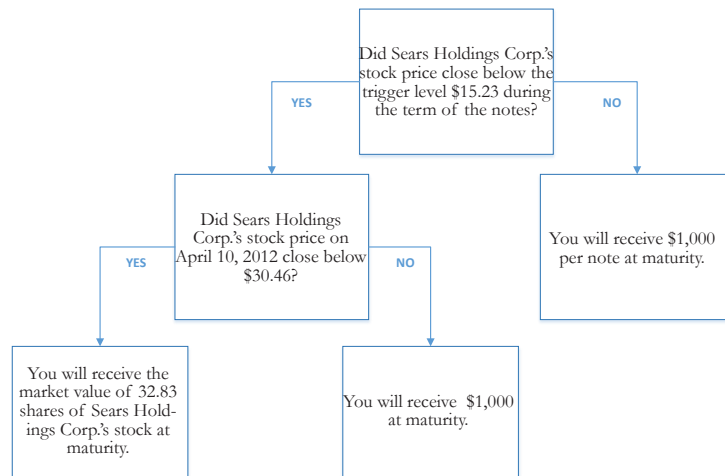 Did Sears Holdings Corp.'s
stock price close below the
trigger level $15.23 during
the term of the notes?
YES
NO
Did Sears Holdings
Corp.'s stock price on
April 10, 2012 close below
$30.46?
You will receive $1,000
per note at maturity.
YES
NO
You will receive the
market value of 32.83
shares of Sears Hold-
ings Corp.'s stock at
maturity.
You will receive $1,000
at maturity.